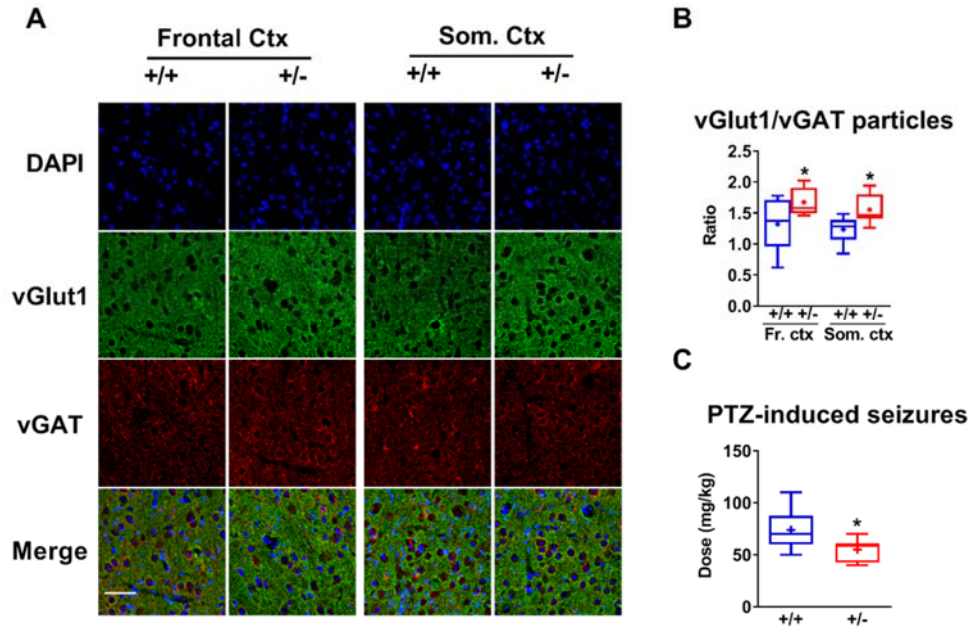 A
Frontal Ctx
Som. Ctx
+/+
+/-
+/+
+/-
DAPI
vGlut1
vGAT
Merge
B
vGlut1/vGAT particles
2.5
2.0
1.5
1.0
0.5
0.0
Ratio
*
*
+/+ +/- +/+ +/-
Fr. ctx Som. ctx
C
PTZ-induced seizures
150
100
50
0
Dose (mg/kg)
*
+/+ +/-